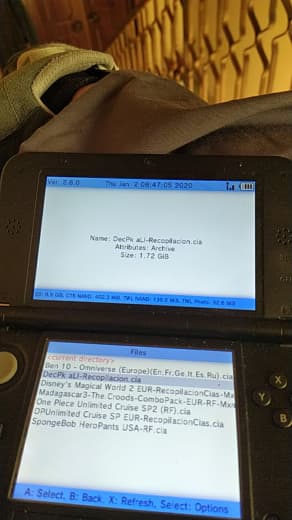 Ver. 2.6.0 Thu Jan 2 06:47:05 2020
Name: DecPk aLI-Recopilacion.cia
Attributes: Archive
Size: 1.72 GiB
MiB, TWL Photo:
Files
<current directory>
Ben 10 - Omniverse (Europe)(En,Fr,Ge,It,Es,Ru).cia
DecPk aLI-Recopilacion.cia
Disney's Magical World 2 EUR-RecopilacionCias-Mx
Madagascar3-The.Croods-ComboPack-EUR-RF-Mxre
One Piece Unlimited Cruise SP2 (RF).cia
OPUnlimited Cruise SP EUR-RecopilacionCias.cia
SpongeBob HeroPants USA-RF.cia
A: Select, B: Back, X: Refresh, Select: Options
X
Y
B